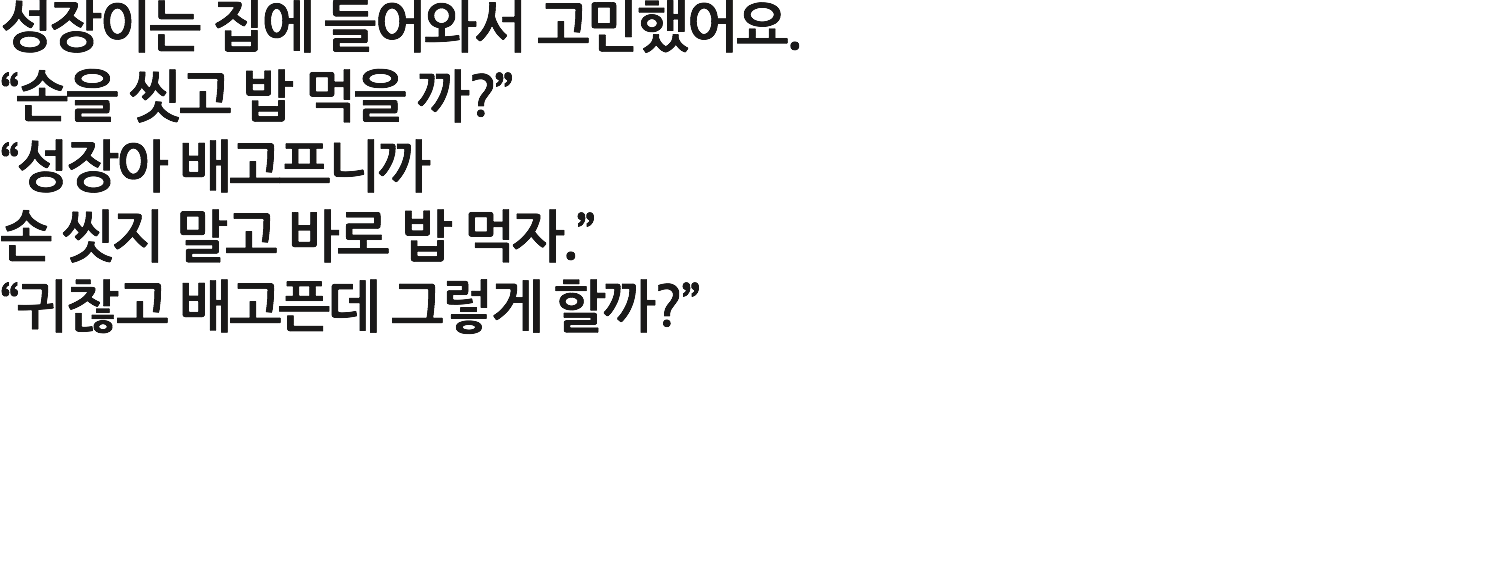 성장이는 집에 들어와서 고민했어요.
“손을 씻고 밥 먹을 까?”
“성장아 배고프니까
손 씻지 말고 바로 밥 먹자.”
“귀찮고 배고픈데 그렇게 할까?”